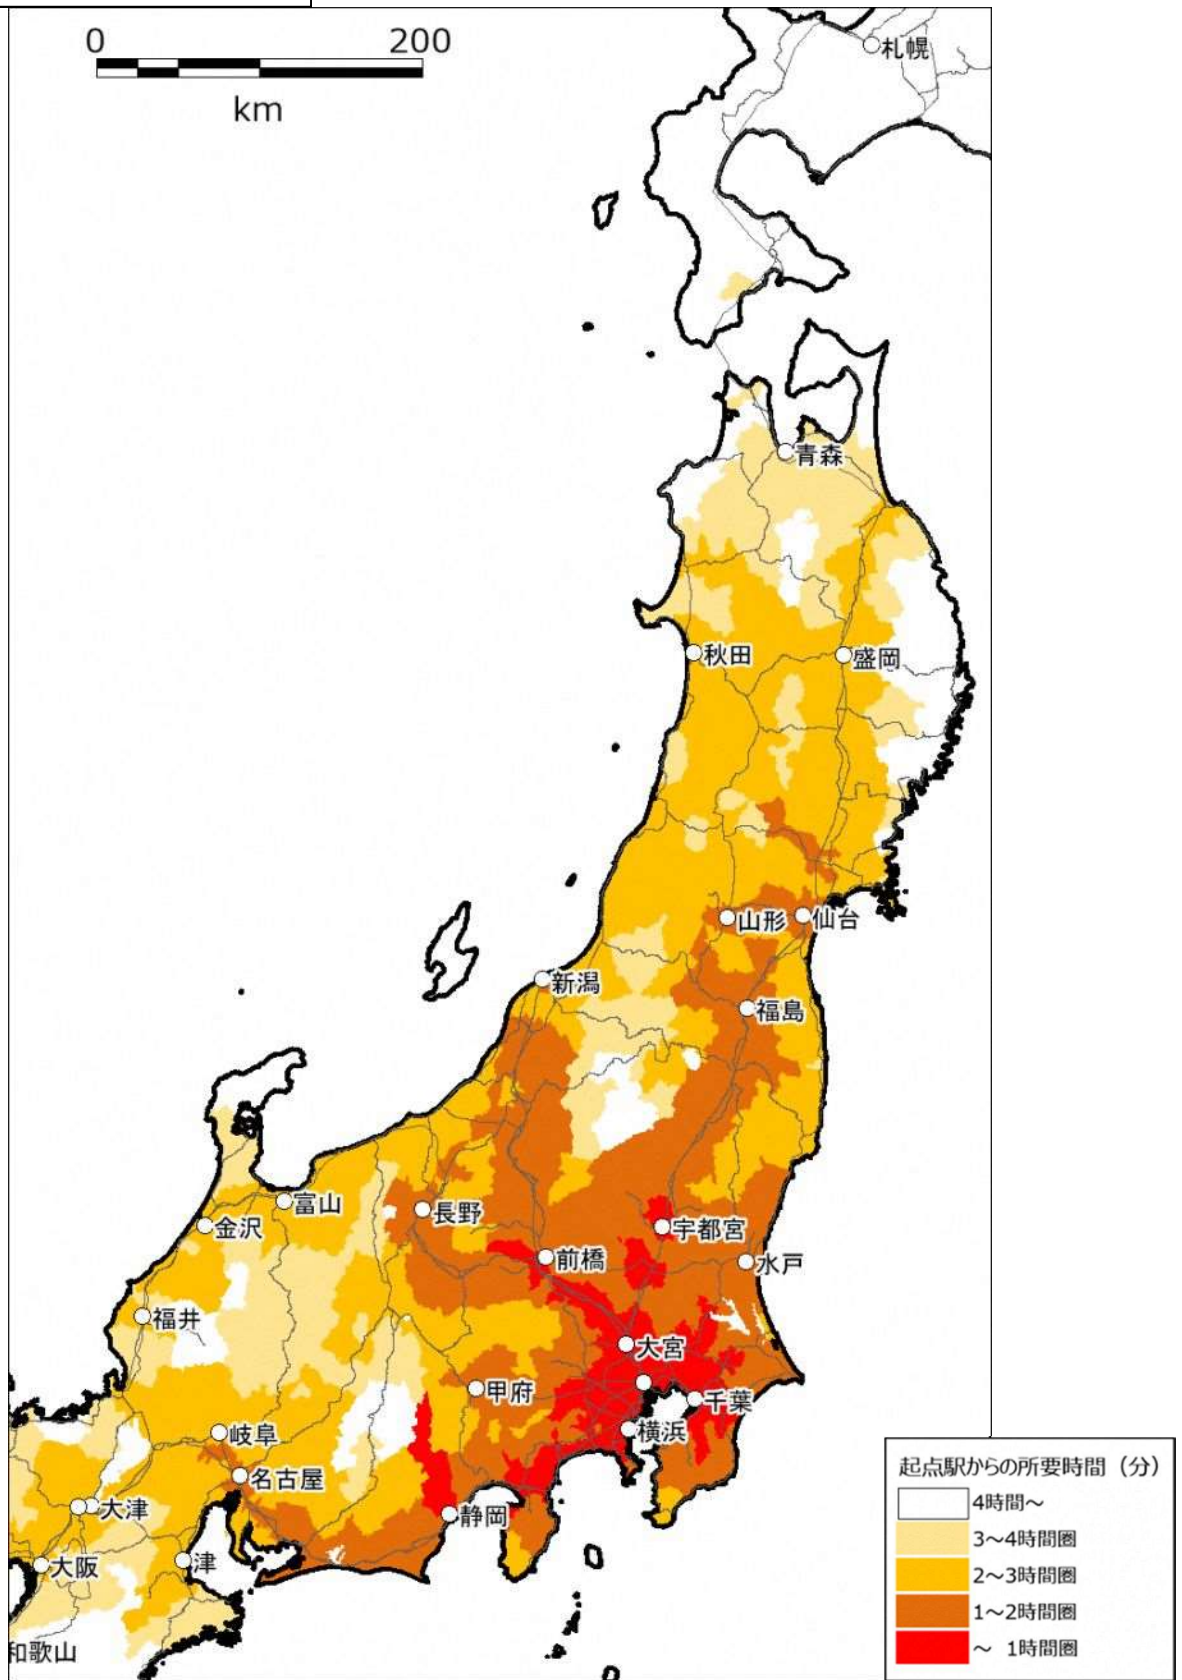 0 200
km
札幌
青森
秋田
盛岡
山形
仙台
新潟
福島
長野
富山
金沢
宇都宮
前橋
水戸
福井
大宮
甲府
千葉
岐阜
横浜
名古屋
大津
静岡
大阪
津
和歌山
起点駅からの所要時間（分）
4時間～
3～4時間圏
2～3時間圏
1～2時間圏
～ 1時間圏